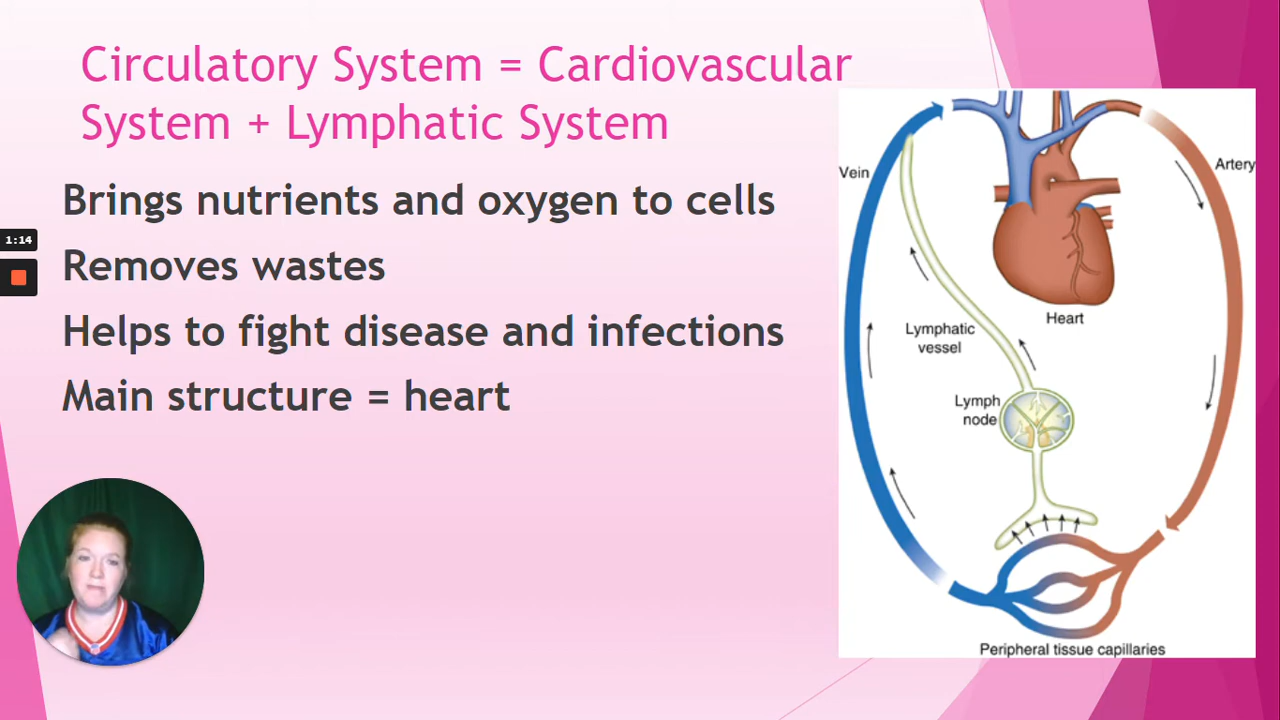 Circulatory System = Cardiovascular
System + Lymphatic System
Brings nutrients and oxygen to cells
Removes wastes
Helps to fight disease and infections
Main structure = heart
1:14
Vein
Artery
Heart
Lymphatic
vessel
Lymph
node
Peripheral tissue capillaries